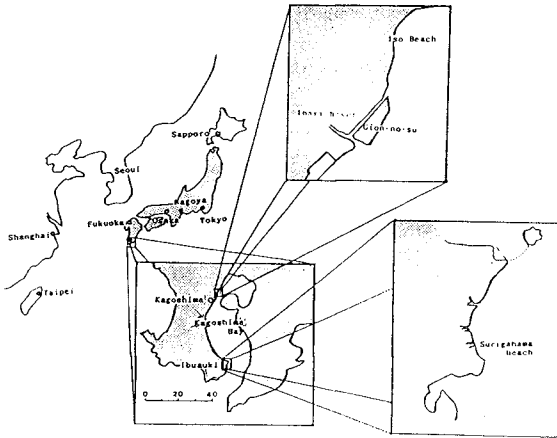 Iso Beach
Gion-no-su
Sapporo
Seoul
Nagoya
Osaka
Tokyo
Fukuoka
Shanghai
Taipei
Kagoshima
Kagoshima
Bay
Ibusuki
0 20 40
Surigahama
Beach